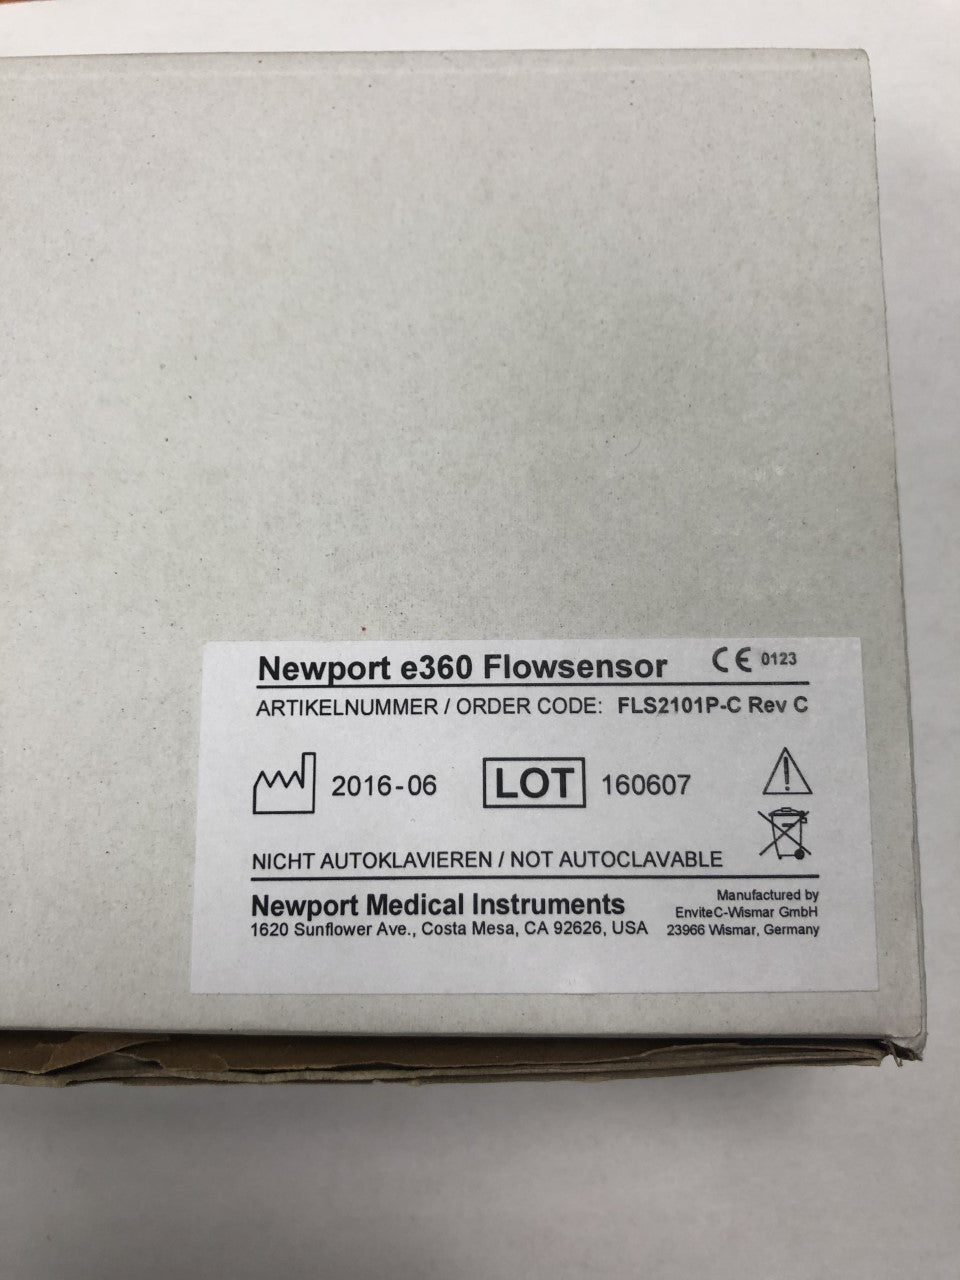 Newport e360 Flowsensor CE 0123
ARTIKELNUMMER / ORDER CODE: FLS2101P-C Rev C
2016-06 LOT 160607
NICHT AUTOKLAVIEREN / NOT AUTOCLAVABLE
Newport Medical Instruments
1620 Sunflower Ave., Costa Mesa, CA 92626, USA
Manufactured by
EnviteC-Wismar GmbH
23966 Wismar, Germany